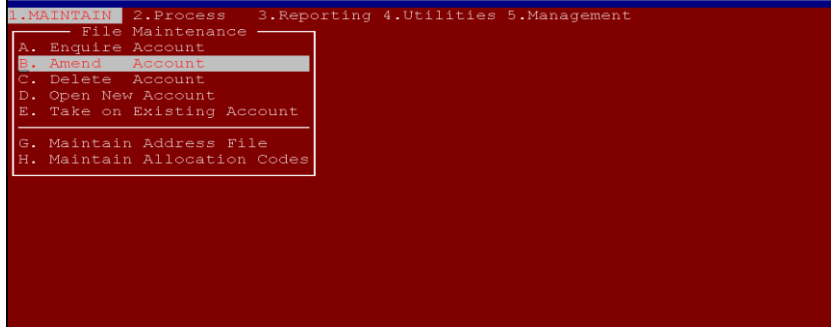 1.MAINTAIN 2.Process 3.Reporting 4.Utilities 5.Management
File Maintenance
A. Enquire Account
B. Amend Account
C. Delete Account
D. Open New Account
E. Take on Existing Account
G. Maintain Address File
H. Maintain Allocation Codes